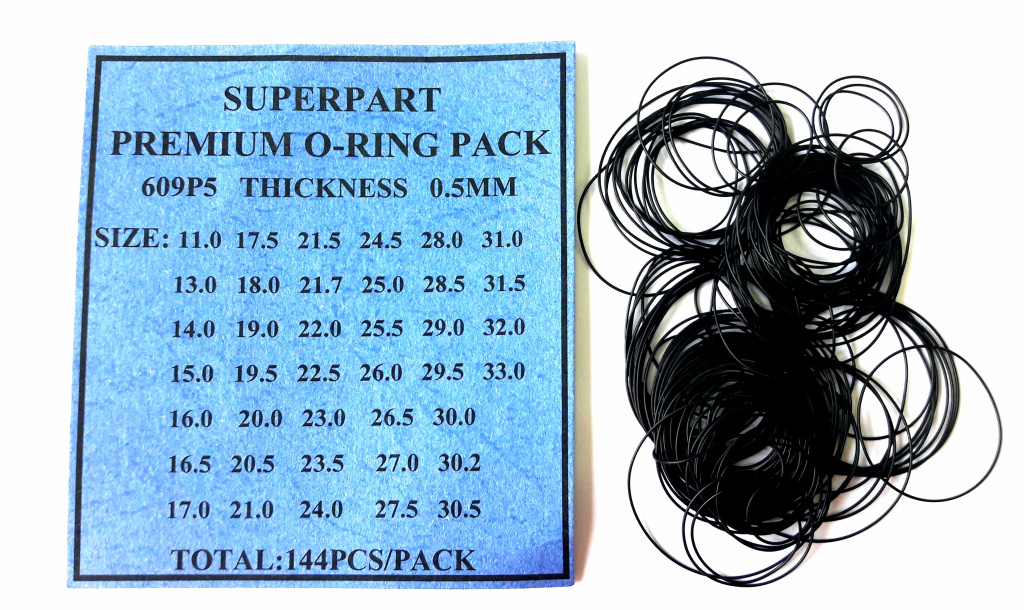 SUPERPART
PREMIUM O-RING PACK
609P5 THICKNESS 0.5MM
SIZE: 11.0 17.5 21.5 24.5 28.0 31.0
13.0 18.0 21.7 25.0 28.5 31.5
14.0 19.0 22.0 25.5 29.0 32.0
15.0 19.5 22.5 26.0 29.5 33.0
16.0 20.0 23.0 26.5 30.0
16.5 20.5 23.5 27.0 30.2
17.0 21.0 24.0 27.5 30.5
TOTAL:144PCS/PACK